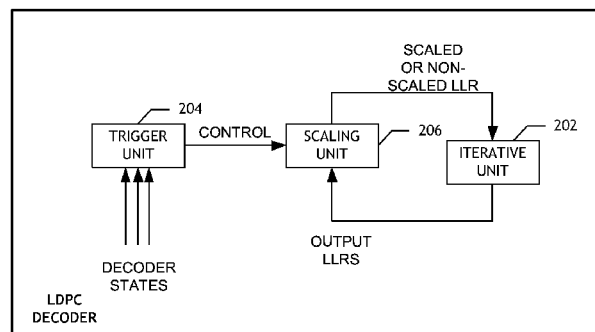 SCALED
OR NON-
SCALED LLR
204
CONTROL
206
202
TRIGGER
UNIT
SCALING
UNIT
ITERATIVE
UNIT
OUTPUT
LLRS
DECODER
STATES
LDPC
DECODER